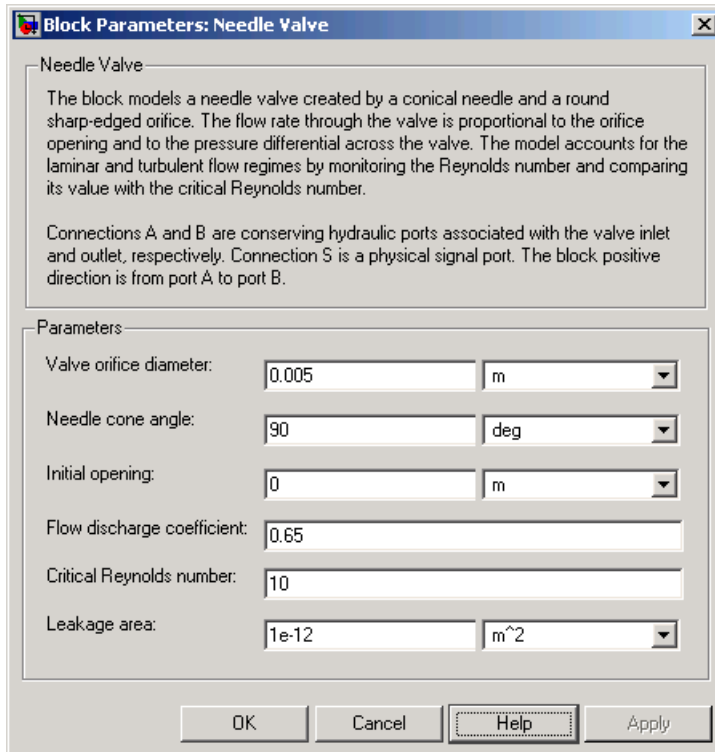 Block Parameters: Needle Valve
Needle Valve
The block models a needle valve created by a conical needle and a round
sharp-edged orifice. The flow rate through the valve is proportional to the orifice
opening and to the pressure differential across the valve. The model accounts for the
laminar and turbulent flow regimes by monitoring the Reynolds number and comparing
its value with the critical Reynolds number.
Connections A and B are conserving hydraulic ports associated with the valve inlet
and outlet, respectively. Connection S is a physical signal port. The block positive
direction is from port A to port B.
Parameters
Valve orifice diameter: 0.005 m
Needle cone angle: 90 deg
Initial opening: 0 m
Flow discharge coefficient: 0.65
Critical Reynolds number: 10
Leakage area: 1e-12 m^2
OK Cancel Help Apply